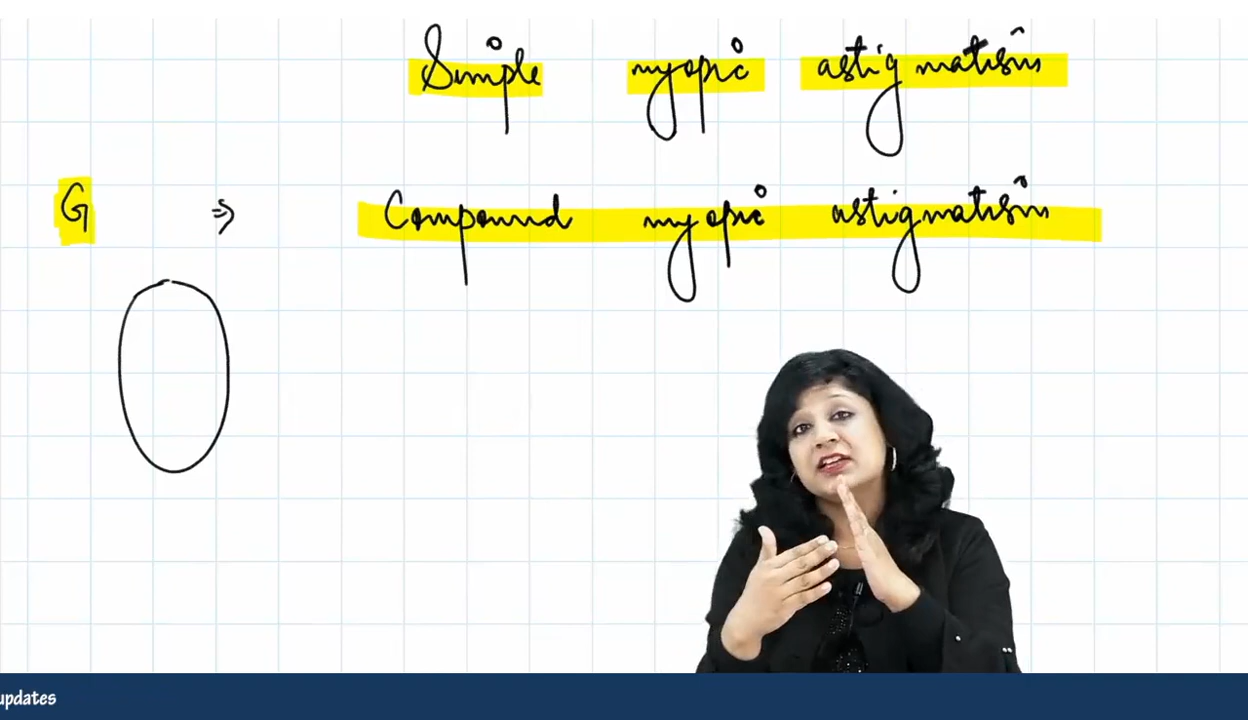 Simple myopic astigmatism
G ⇒ Compound myopic astigmatism
updates